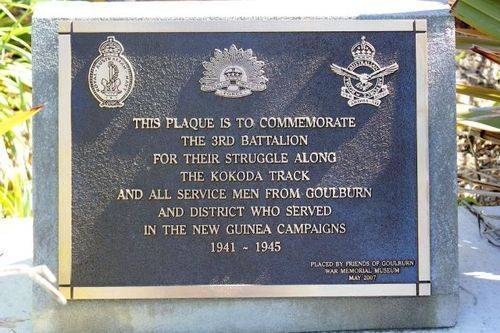 THIS PLAQUE IS TO COMMEMORATE
THE 3RD BATTALION
FOR THEIR STRUGGLE ALONG
THE KOKODA TRACK
AND ALL SERVICE MEN FROM GOULBURN
AND DISTRICT WHO SERVED
IN THE NEW GUINEA CAMPAIGNS
1941 ~ 1945
PLACED BY FRIENDS OF GOULBURN
WAR MEMORIAL MUSEUM
MAY 2007